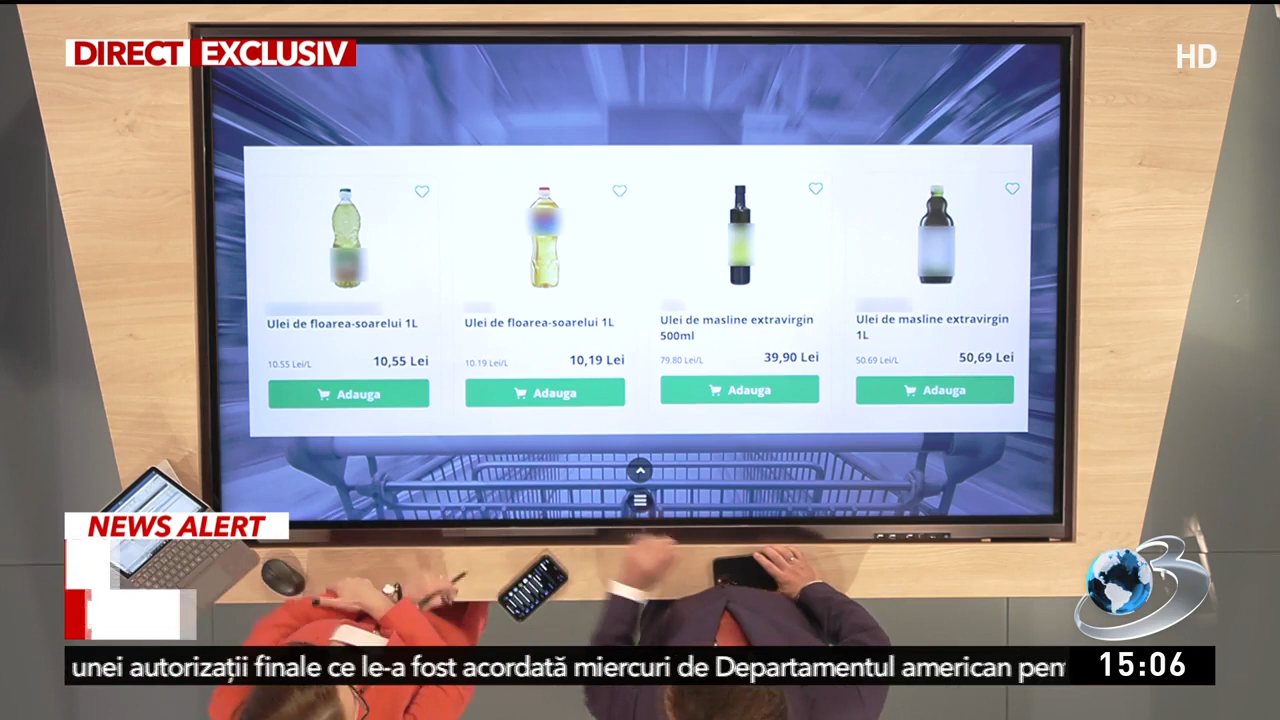 DIRECT EXCLUSIV
HD
Ulei de floarea-soarelui 1L
10.55 Lei/L
10,55 Lei
Adauga
Ulei de floarea-soarelui 1L
10.19 Lei/L
10,19 Lei
Adauga
Ulei de masline extravirgin
500ml
79.80 Lei/L
39,90 Lei
Adauga
Ulei de masline extravirgin
1L
50.69 Lei/L
50,69 Lei
Adauga
NEWS ALERT
3
unei autorizații finale ce le-a fost acordată miercuri de Departamentul american
15:06